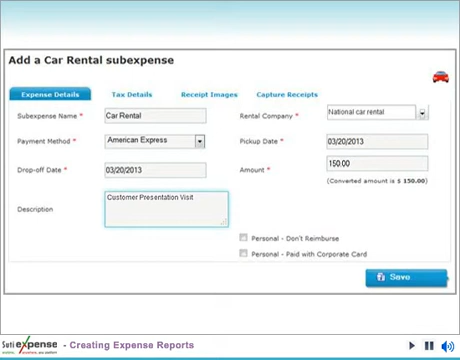 Add a Car Rental subexpense
Expense Details Tax Details Receipt Images Capture Receipts
Subexpense Name * Car Rental Rental Company * National car rental
Payment Method * American Express Pickup Date * 03/20/2013
Drop-off Date * 03/20/2013 Amount * 150.00
(Converted amount is $ 150.00)
Description Customer Presentation Visit
Personal - Don't Reimburse
Personal - Paid with Corporate Card
Save
Suti expense - Creating Expense Reports